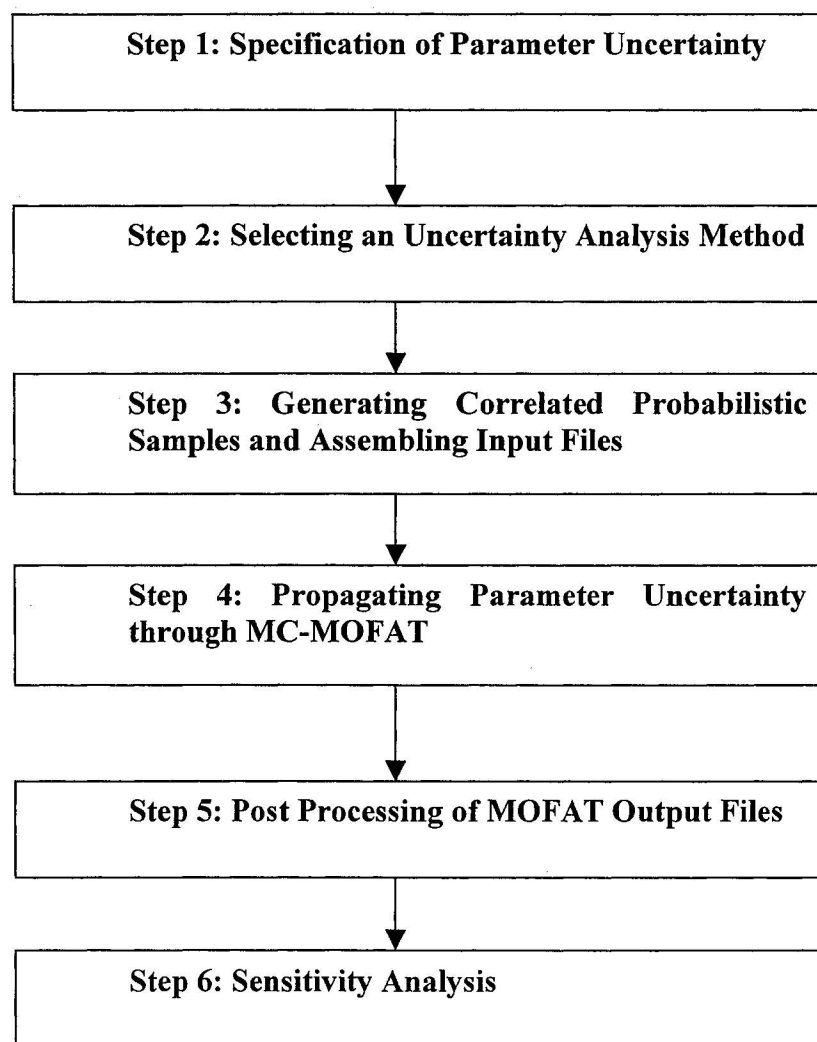 Step 1: Specification of Parameter Uncertainty
Step 2: Selecting an Uncertainty Analysis Method
Step 3: Generating Correlated Probabilistic
Samples and Assembling Input Files
Step 4: Propagating Parameter Uncertainty
through MC-MOFAT
Step 5: Post Processing of MOFAT Output Files
Step 6: Sensitivity Analysis